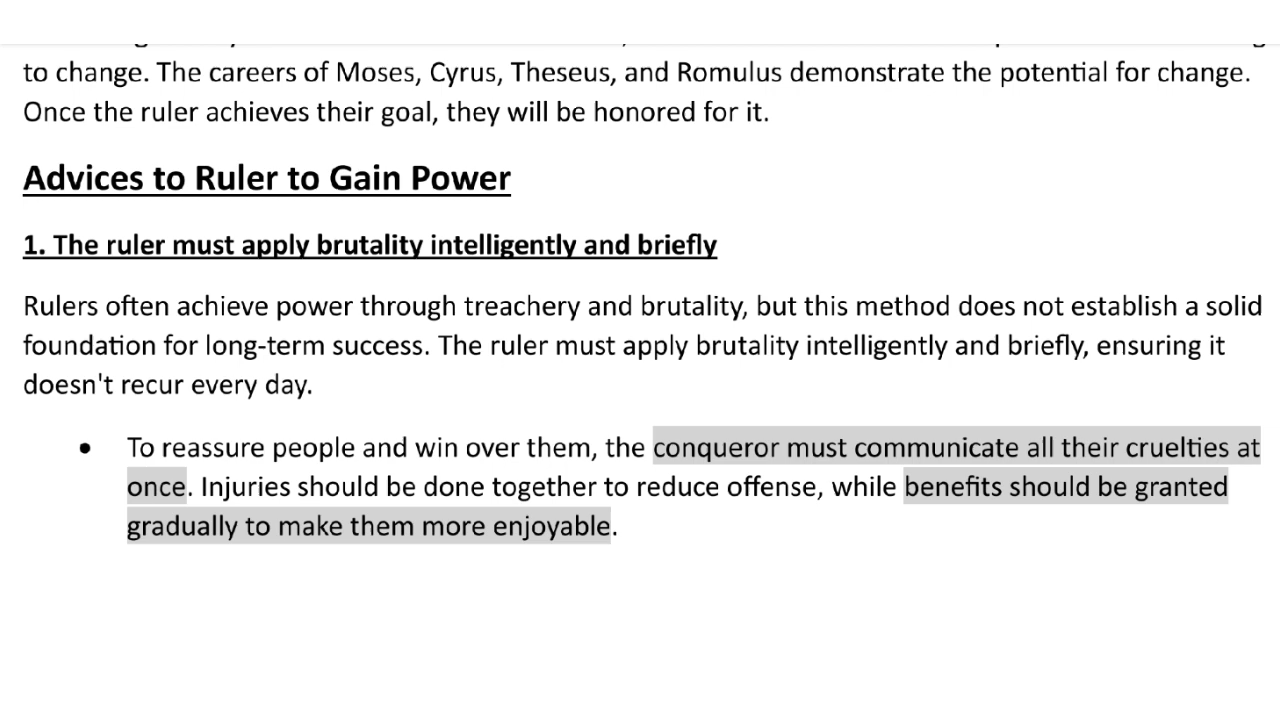 to change. The careers of Moses, Cyrus, Theseus, and Romulus demonstrate the potential for change.
Once the ruler achieves their goal, they will be honored for it.
Advices to Ruler to Gain Power
1. The ruler must apply brutality intelligently and briefly
Rulers often achieve power through treachery and brutality, but this method does not establish a solid
foundation for long-term success. The ruler must apply brutality intelligently and briefly, ensuring it
doesn't recur every day.
• To reassure people and win over them, the conqueror must communicate all their cruelties at
once. Injuries should be done together to reduce offense, while benefits should be granted
gradually to make them more enjoyable.